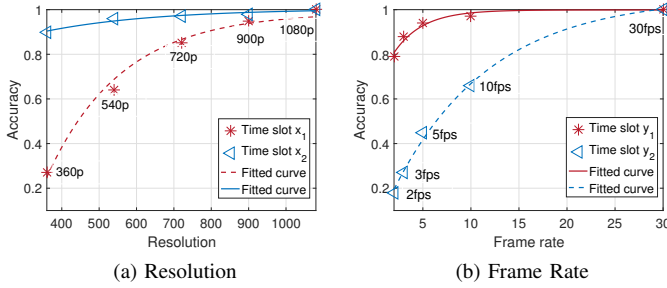 1
0.8
0.6
0.4
0.2
Accuracy
360p
540p
720p
900p
1080p
Time slot x1
Time slot x2
Fitted curve
Fitted curve
400 500 600 700 800 900 1000
Resolution
(a) Resolution
1
0.8
0.6
0.4
0.2
Accuracy
2fps
3fps
5fps
10fps
30fps
Time slot y1
Time slot y2
Fitted curve
Fitted curve
5 10 15 20 25 30
Frame rate
(b) Frame Rate